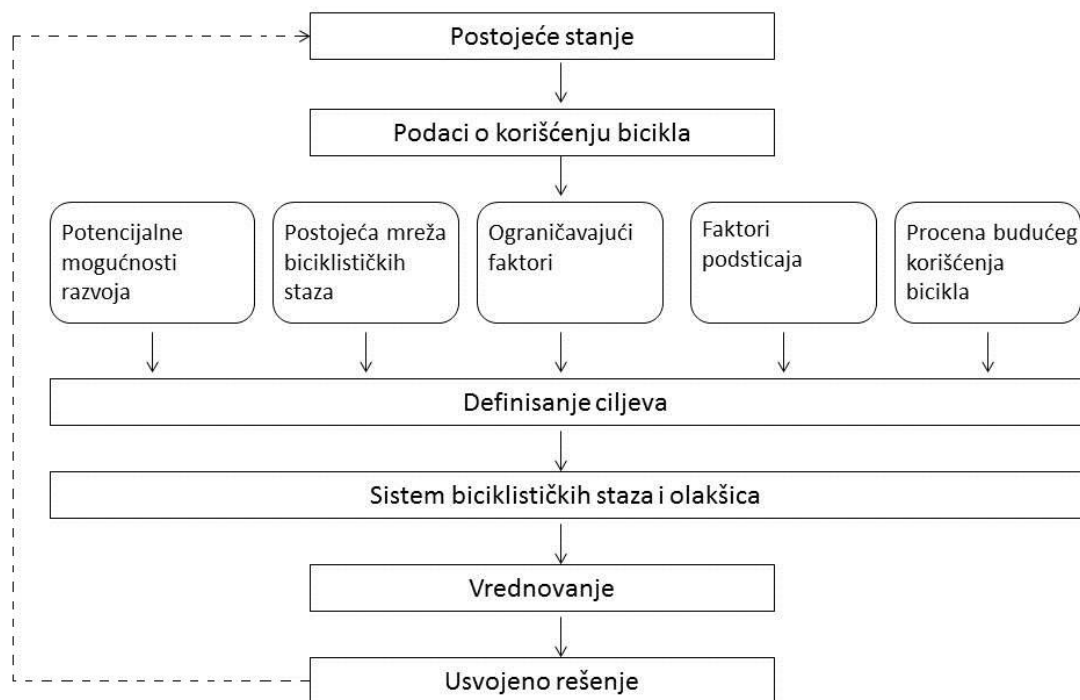 Postojeće stanje
Podaci o korišćenju bicikla
Potencijalne
mogućnosti
razvoja
Postojeća mreža
biciklističkih
staza
Ograničavajući
faktori
Faktori
podsticaja
Procena budućeg
korišćenja
bicikla
Definisanje ciljeva
Sistem biciklističkih staza i olakšica
Vrednovanje
Usvojeno rešenje